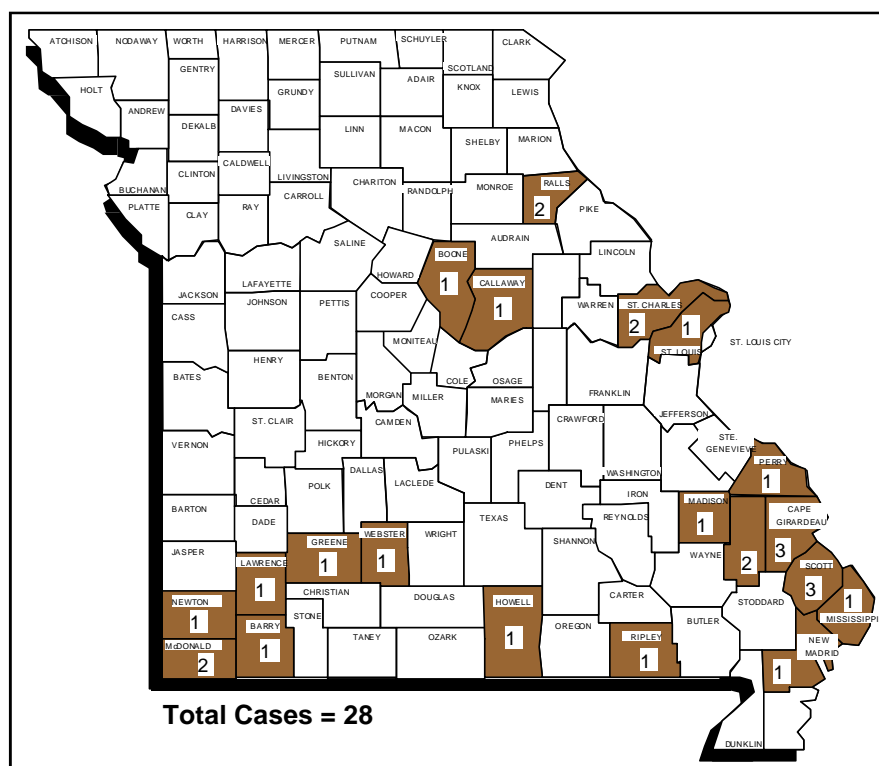 ATCHISON NODAWAY WORTH HARRISON MERCER PUTNAM SCHUYLER CLARK
SCOTLAND
GENTRY SULLIVAN ADAIR
HOLT GRUNDY KNOX LEWIS
ANDREW DAVIES
DEKALB LINN MACON SHELBY MARION
CALDWELL
CLINTON LIVINGSTON CHARITON
BUCHANAN CARROLL RANDOLPH MONROE RALLS
PLATTE CLAY RAY 2 PIKE
AUDRAIN
SALINE BOONE LINCOLN
HOWARD 1 CALLAWAY
LAFAYETTE
JACKSON JOHNSON PETTIS COOPER 1 WARREN ST. CHARLES
CASS 2 1
MONITEAU ST. LOUIS ST. LOUIS CITY
HENRY
BATES BENTON COLE OSAGE
MORGAN MILLER MARIES FRANKLIN
ST. CLAIR CAMDEN CRAWFORD JEFFERSON
VERNON HICKORY PULASKI PHELPS STE.
GENEVIEVE
DALLAS WASHINGTON PERRY
POLK LACLEDE DENT 1
CEDAR IRON MADISON
BARTON TEXAS REYNOLDS CAPE
GIRARDEAU
DADE 1
GREENE WEBSTER WRIGHT SHANNON
JASPER 1 1 WAYNE 2 3
LAWRENCE SCOTT
1 3
CHRISTIAN DOUGLAS HOWELL CARTER STODDARD 1
NEWTON STONE MISSISSIPPI
1 BARRY OREGON RIPLEY BUTLER
McDONALD 1 TANEY OZARK 1 1 NEW
MADRID
2 1
Total Cases = 28
DUNKLIN